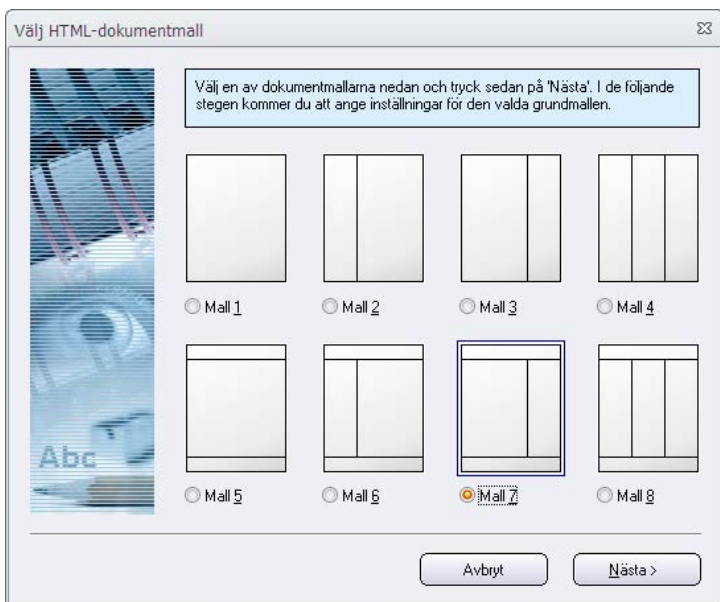 Välj HTML-dokumentmall
Välj en av dokumentmallarna nedan och tryck sedan på 'Nästa'. I de följande
stegen kommer du att ange inställningar för den valda grundmallen.
Mall 1
Mall 2
Mall 3
Mall 4
Abc
Mall 5
Mall 6
Mall 7
Mall 8
Avbryt
Nästa >